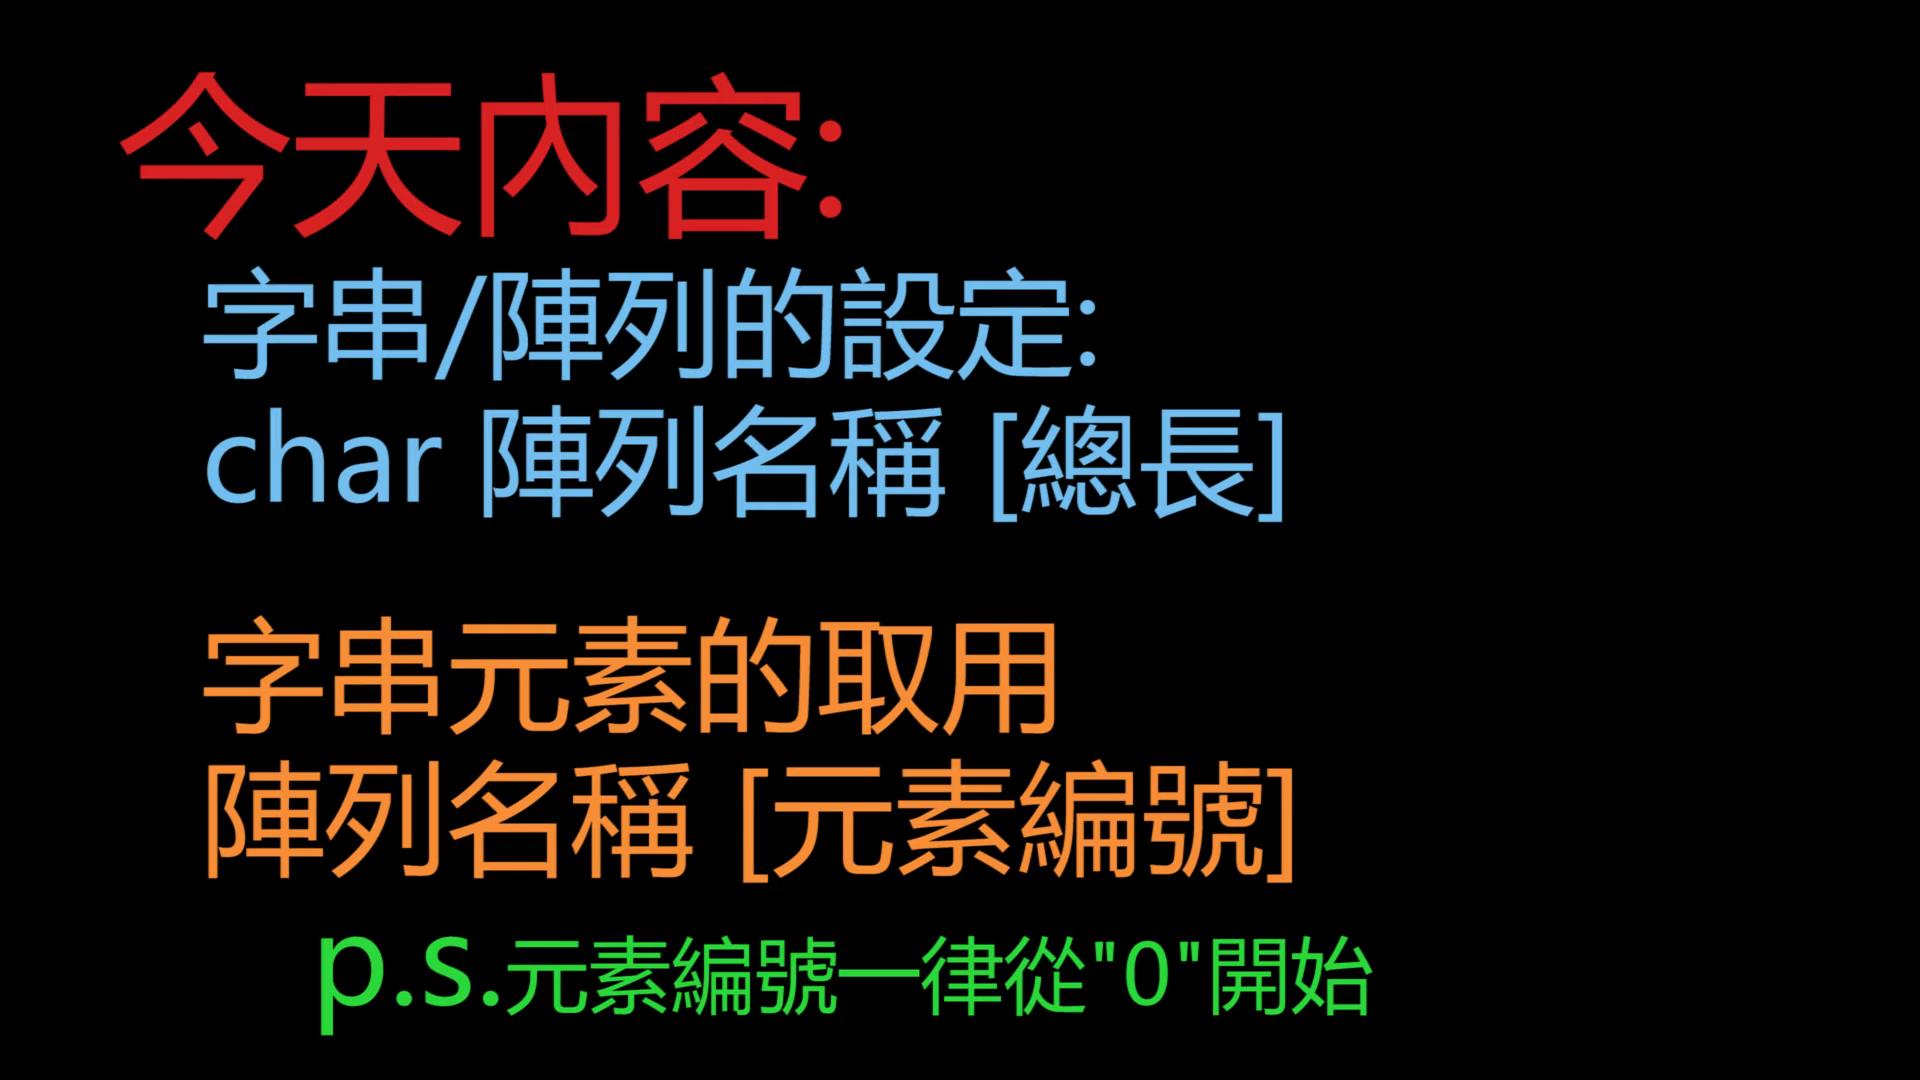 今天內容:
字串/陣列的設定:
char 陣列名稱 [總長]
字串元素的取用
陣列名稱 [元素編號]
p.s.元素編號一律從"0"開始